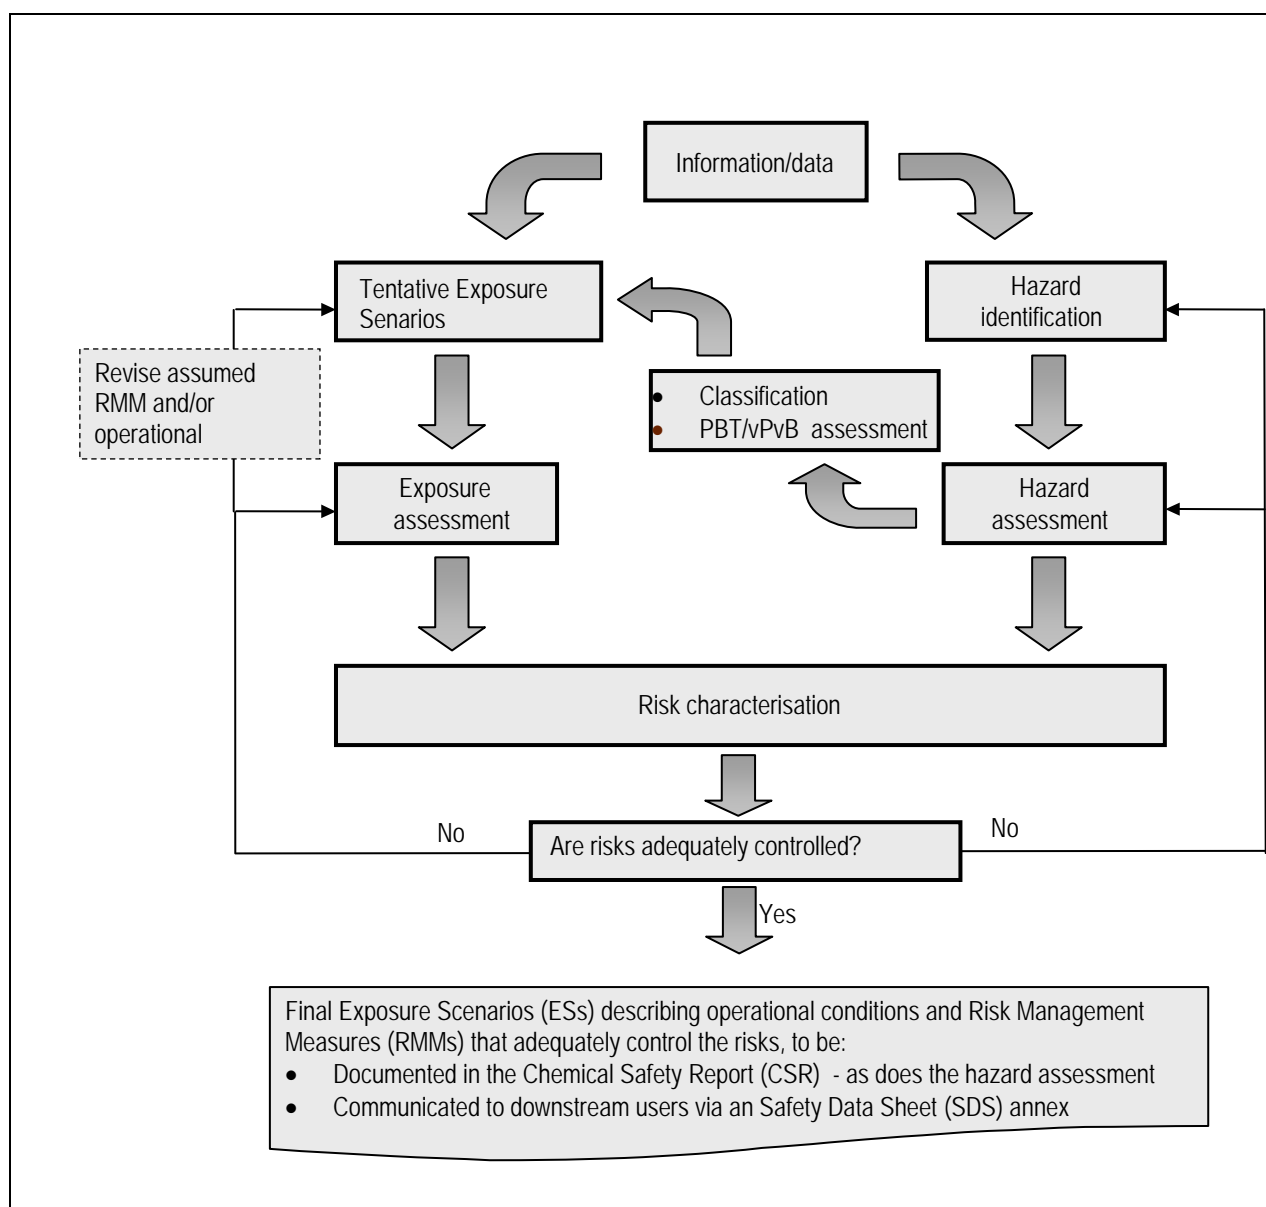 Information/data
Tentative Exposure
Senarios
Hazard
identification
Revise assumed
RMM and/or
operational
• Classification
• PBT/vPvB assessment
Exposure
assessment
Hazard
assessment
Risk characterisation
No
Are risks adequately controlled?
No
Yes
Final Exposure Scenarios (ESs) describing operational conditions and Risk Management
Measures (RMMs) that adequately control the risks, to be:
• Documented in the Chemical Safety Report (CSR) - as does the hazard assessment
• Communicated to downstream users via an Safety Data Sheet (SDS) annex